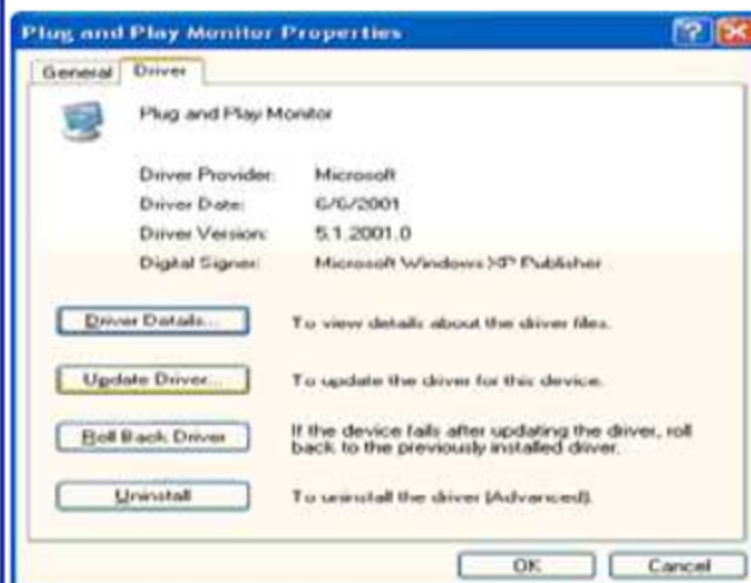 Plug and Play Monitor Properties
General Driver
Plug and Play Monitor
Driver Provider: Microsoft
Driver Date: 6/6/2001
Driver Version: 5.1.2001.0
Digital Signer: Microsoft Windows XP Publisher
Driver Details... To view details about the driver files.
Update Driver... To update the driver for this device.
Roll Back Driver If the device fails after updating the driver, roll
back to the previously installed driver.
Uninstall To uninstall the driver (Advanced).
OK Cancel